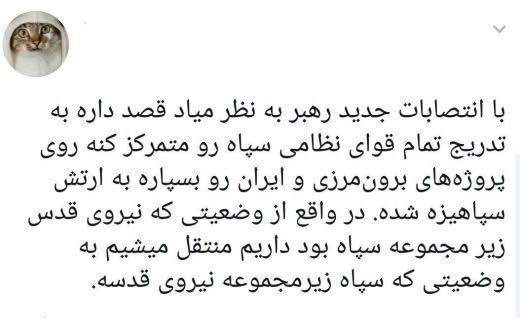 با انتصابات جدید رهبر به نظر میاد قصد داره به
تدریج تمام قوای نظامی سپاه رو متمرکز کنه روی
پروژه‌های برون‌مرزی و ایران رو بسپاره به ارتش
سپاهیزه شده. در واقع از وضعیتی که نیروی قدس
زیر مجموعه سپاه بود داریم منتقل میشیم به
وضعیتی که سپاه زیرمجموعه نیروی قدسه.